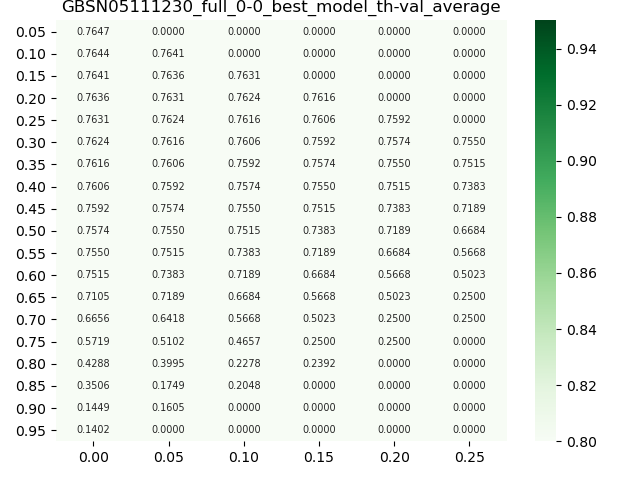 GBSN05111230_full_0-0_best_model_th-val_average
0.05 0.7647 0.0000 0.0000 0.0000 0.0000 0.0000
0.10 0.7644 0.7641 0.0000 0.0000 0.0000 0.0000
0.15 0.7641 0.7636 0.7631 0.0000 0.0000 0.0000
0.20 0.7636 0.7631 0.7624 0.7616 0.0000 0.0000
0.25 0.7631 0.7624 0.7616 0.7606 0.7592 0.0000
0.30 0.7624 0.7616 0.7606 0.7592 0.7574 0.7550
0.35 0.7616 0.7606 0.7592 0.7574 0.7550 0.7515
0.40 0.7606 0.7592 0.7574 0.7550 0.7515 0.7383
0.45 0.7592 0.7574 0.7550 0.7515 0.7383 0.7189
0.50 0.7574 0.7550 0.7515 0.7383 0.7189 0.6684
0.55 0.7550 0.7515 0.7383 0.7189 0.6684 0.5668
0.60 0.7515 0.7383 0.7189 0.6684 0.5668 0.5023
0.65 0.7105 0.7189 0.6684 0.5668 0.5023 0.2500
0.70 0.6656 0.6418 0.5668 0.5023 0.2500 0.2500
0.75 0.5719 0.5102 0.4657 0.2500 0.2500 0.0000
0.80 0.4288 0.3995 0.2278 0.2392 0.0000 0.0000
0.85 0.3506 0.1749 0.2048 0.0000 0.0000 0.0000
0.90 0.1449 0.1605 0.0000 0.0000 0.0000 0.0000
0.95 0.1402 0.0000 0.0000 0.0000 0.0000 0.0000
0.00 0.05 0.10 0.15 0.20 0.25
0.94
0.92
0.90
0.88
0.86
0.84
0.82
0.80